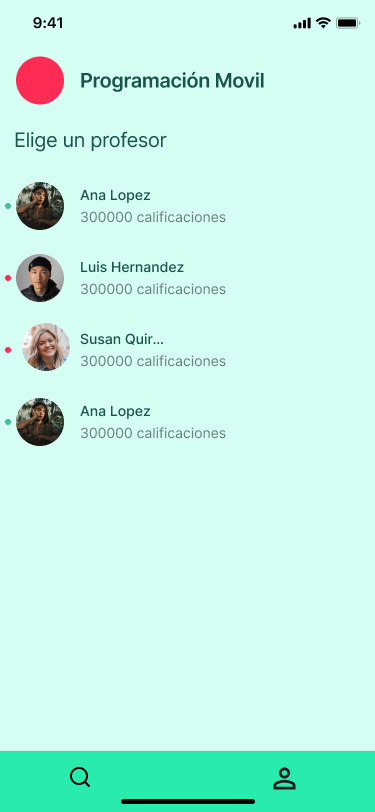 9:41
Programación Movil
Elige un profesor
Ana Lopez
300000 calificaciones
Luis Hernandez
300000 calificaciones
Susan Quir...
300000 calificaciones
Ana Lopez
300000 calificaciones